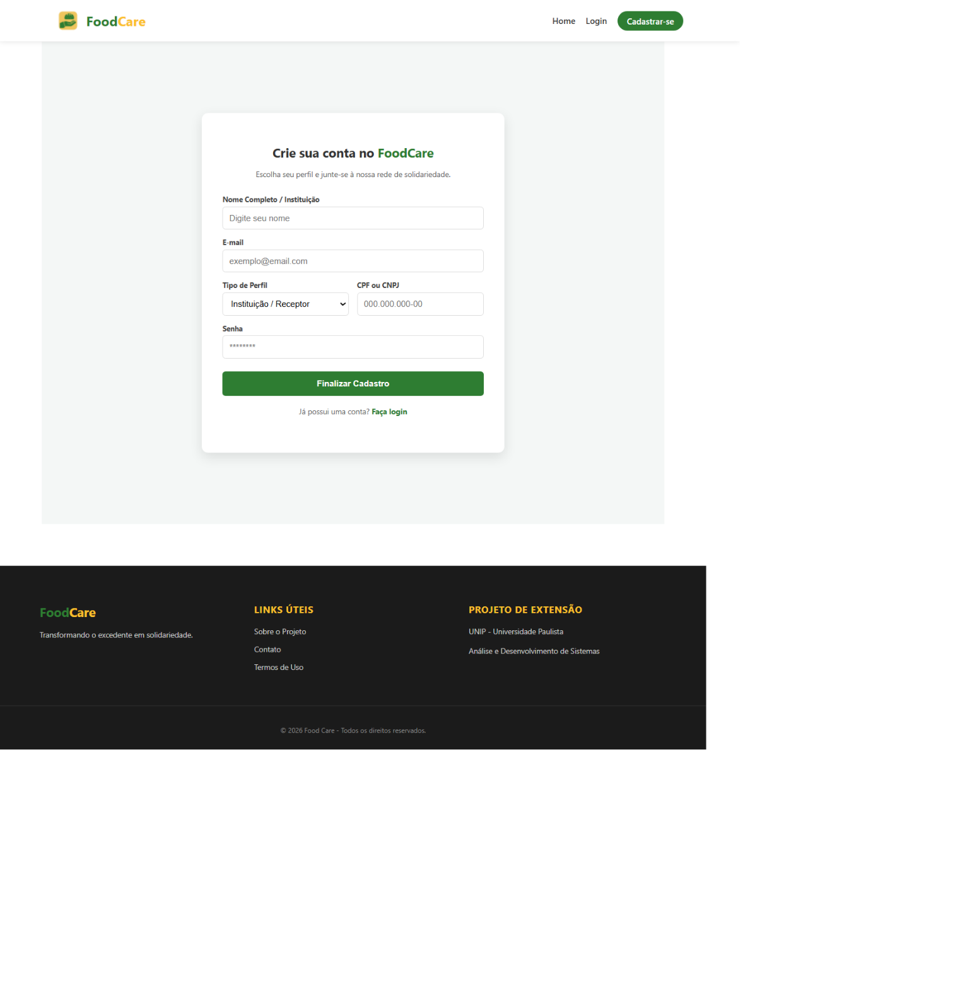 FoodCare
Home Login Cadastrar-se
Crie sua conta no FoodCare
Escolha seu perfil e junte-se à nossa rede de solidariedade.
Nome Completo / Instituição
Digite seu nome
E-mail
exemplo@email.com
Tipo de Perfil
Instituição / Receptor
CPF ou CNPJ
000.000.000-00
Senha
********
Finalizar Cadastro
Já possui uma conta? Faça login
FoodCare
Transformando o excedente em solidariedade.
LINKS ÚTEIS
Sobre o Projeto
Contato
Termos de Uso
PROJETO DE EXTENSÃO
UNIP - Universidade Paulista
Análise e Desenvolvimento de Sistemas
© 2026 Food Care - Todos os direitos reservados.